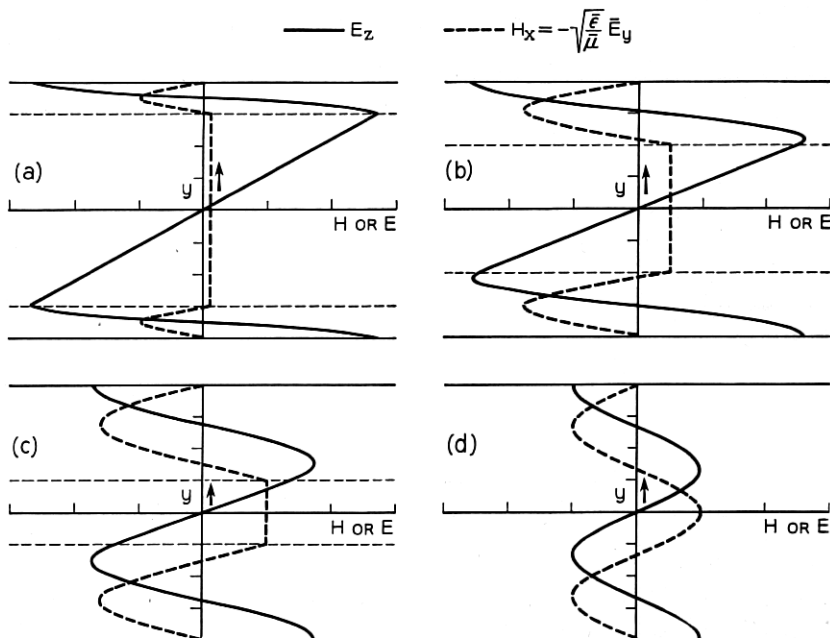 E_z H_x = -√(ε̄/μ̄) Ē_y
(a) y H OR E
(b) y H OR E
(c) y H OR E
(d) y H OR E